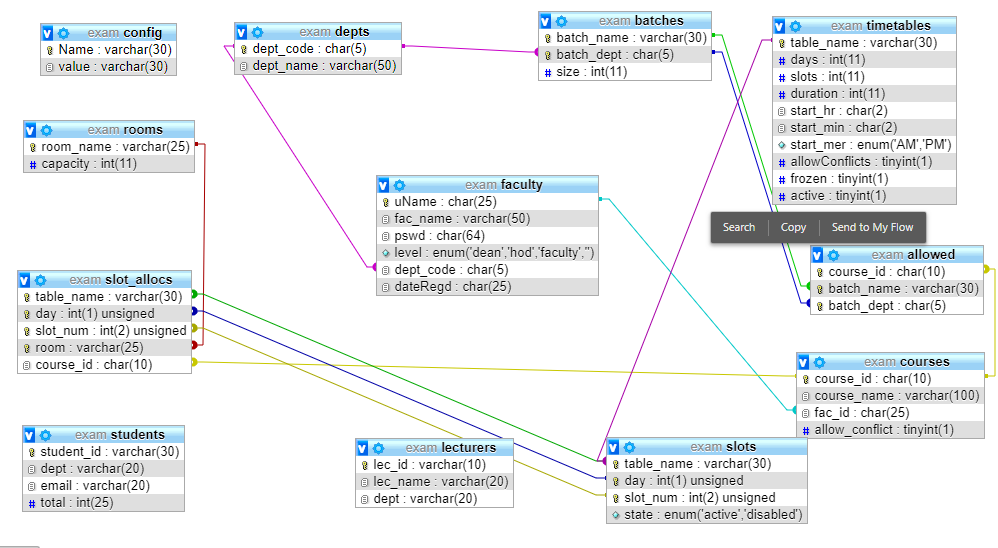 exam config
Name : varchar(30)
value : varchar(30)
exam depts
dept_code : char(5)
dept_name : varchar(50)
exam batches
batch_name : varchar(30)
batch_dept : char(5)
# size : int(11)
exam timetables
table_name : varchar(30)
# days : int(11)
# slots : int(11)
# duration : int(11)
start_hr : char(2)
start_min : char(2)
start_mer : enum('AM','PM')
# allowConflicts : tinyint(1)
# frozen : tinyint(1)
# active : tinyint(1)
exam rooms
room_name : varchar(25)
# capacity : int(11)
exam faculty
uName : char(25)
fac_name : varchar(50)
pswd : char(64)
level : enum('dean','hod','faculty','')
dept_code : char(5)
dateRegd : char(25)
Search Copy Send to My Flow
exam allowed
course_id : char(10)
batch_name : varchar(30)
batch_dept : char(5)
exam slot_allocs
table_name : varchar(30)
day : int(1) unsigned
slot_num : int(2) unsigned
room : varchar(25)
course_id : char(10)
exam courses
course_id : char(10)
course_name : varchar(100)
fac_id : char(25)
# allow_conflict : tinyint(1)
exam students
student_id : varchar(30)
dept : varchar(20)
email : varchar(20)
# total : int(25)
exam lecturers
lec_id : varchar(10)
lec_name : varchar(20)
dept : varchar(20)
exam slots
table_name : varchar(30)
day : int(1) unsigned
slot_num : int(2) unsigned
state : enum('active','disabled')